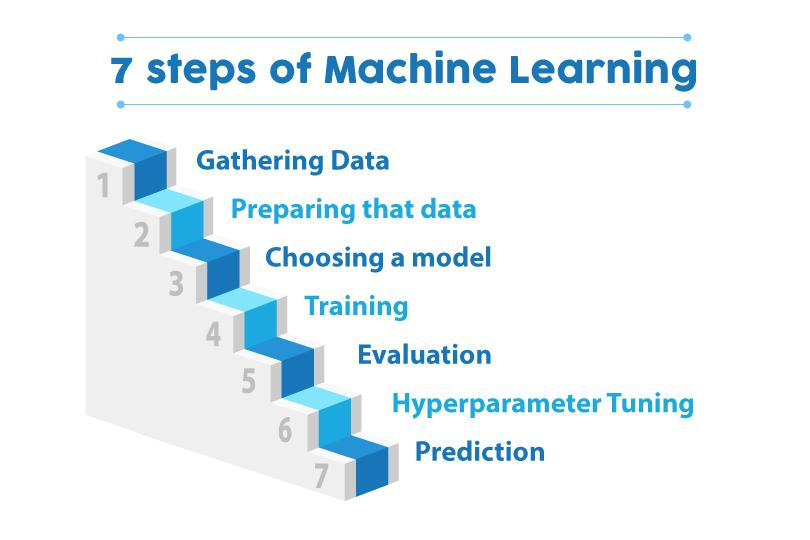 7 steps of Machine Learning
1
Gathering Data
2
Preparing that data
3
Choosing a model
4
Training
5
Evaluation
6
Hyperparameter Tuning
7
Prediction